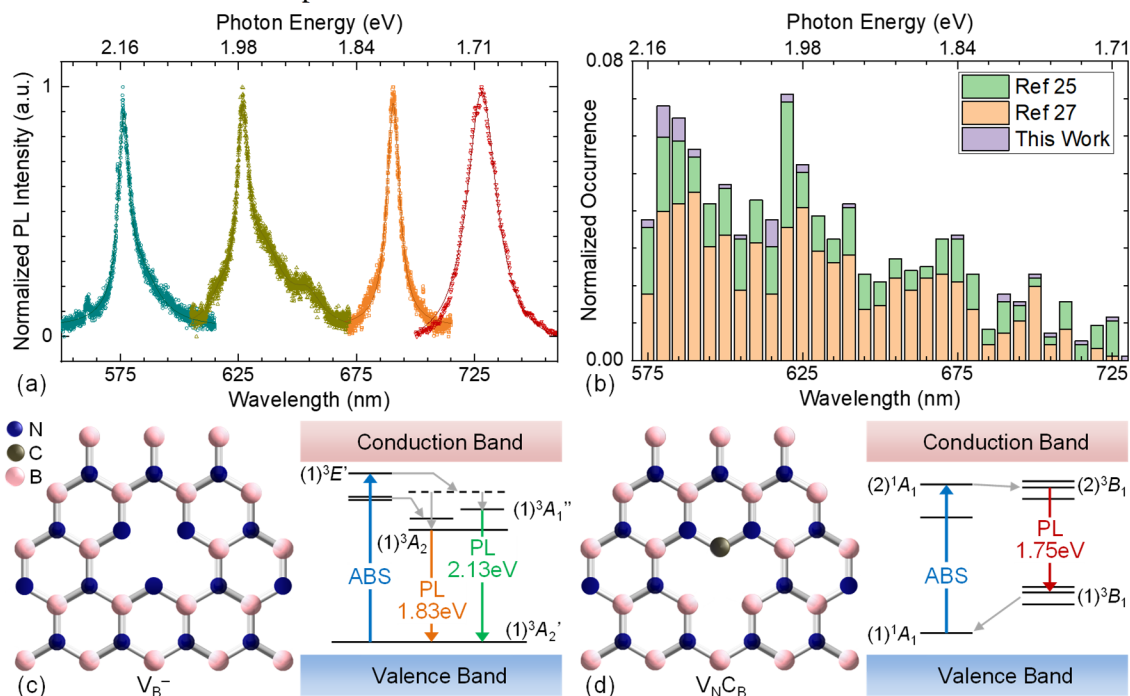 Photon Energy (eV)
2.16 1.98 1.84 1.71
Normalized PL Intensity (a.u.)
1
0
575 625 675 725
Wavelength (nm)
(a)
Photon Energy (eV)
2.16 1.98 1.84 1.71
Normalized Occurrence
0.08
0.00
Ref 25
Ref 27
This Work
575 625 675 725
Wavelength (nm)
(b)
N
C
B
(c)
V_B⁻
Conduction Band
(1)³E'
(1)³A₁''
(1)³A₂
ABS
PL
2.13eV
PL
1.83eV
(1)³A₂'
Valence Band
(d)
V_NC_B
Conduction Band
(2)¹A₁
(2)³B₁
PL
1.75eV
ABS
(1)³B₁
(1)¹A₁
Valence Band